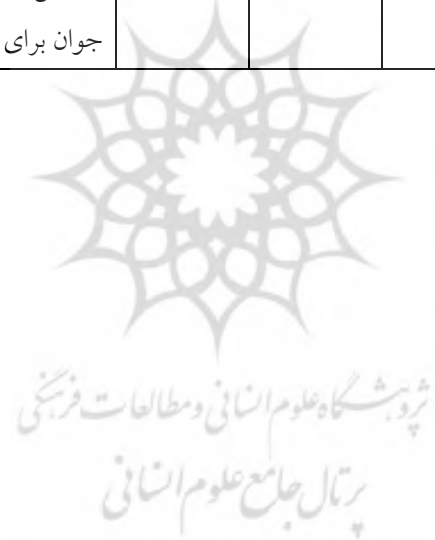 جوان برای
پژوهشگاه علوم انسانی و مطالعات فرهنگی
پرتال جامع علوم انسانی